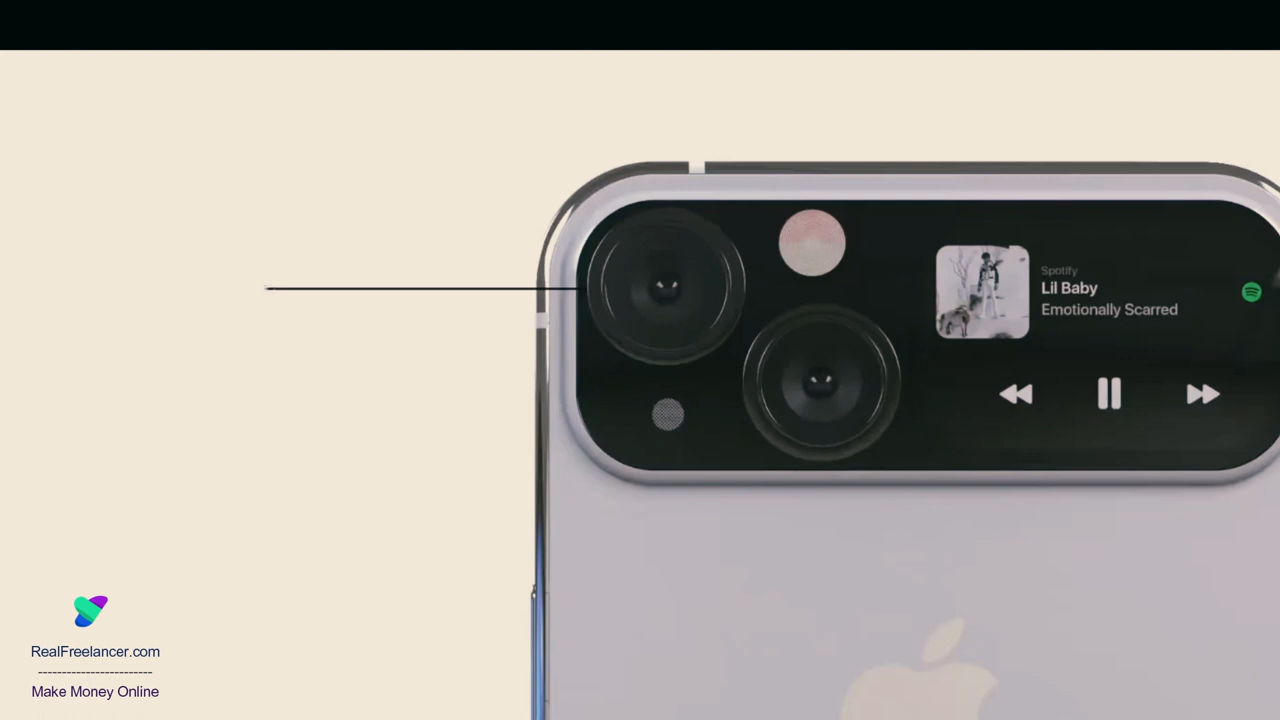 Spotify
Lil Baby
Emotionally Scarred
RealFreelancer.com
------------------------
Make Money Online